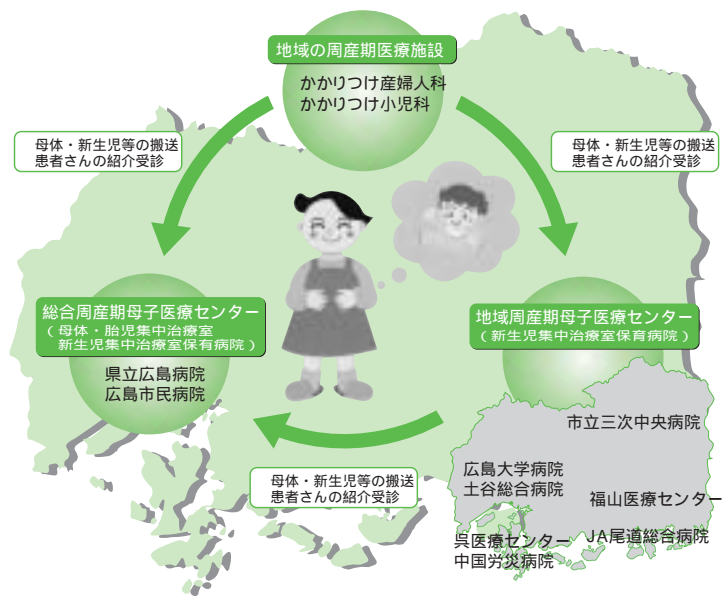 地域の周産期医療施設
かかりつけ産婦人科
かかりつけ小児科
母体・新生児等の搬送
患者さんの紹介受診
母体・新生児等の搬送
患者さんの紹介受診
総合周産期母子医療センター
(母体・胎児集中治療室
新生児集中治療室保有病院)
県立広島病院
広島市民病院
地域周産期母子医療センター
(新生児集中治療室保育病院)
市立三次中央病院
広島大学病院
土谷総合病院
福山医療センター
呉医療センター
中国労災病院
JA尾道総合病院
母体・新生児等の搬送
患者さんの紹介受診